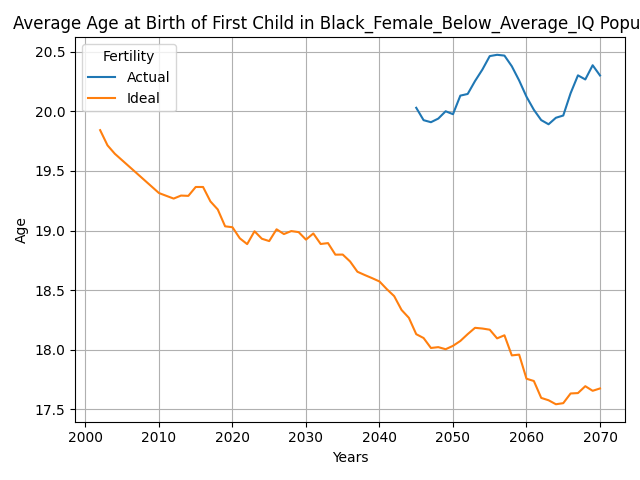 Average Age at Birth of First Child in Black_Female_Below_Average_IQ Popu
Fertility
Actual
Ideal
20.5
20.0
19.5
19.0
18.5
18.0
17.5
Age
2000 2010 2020 2030 2040 2050 2060 2070
Years